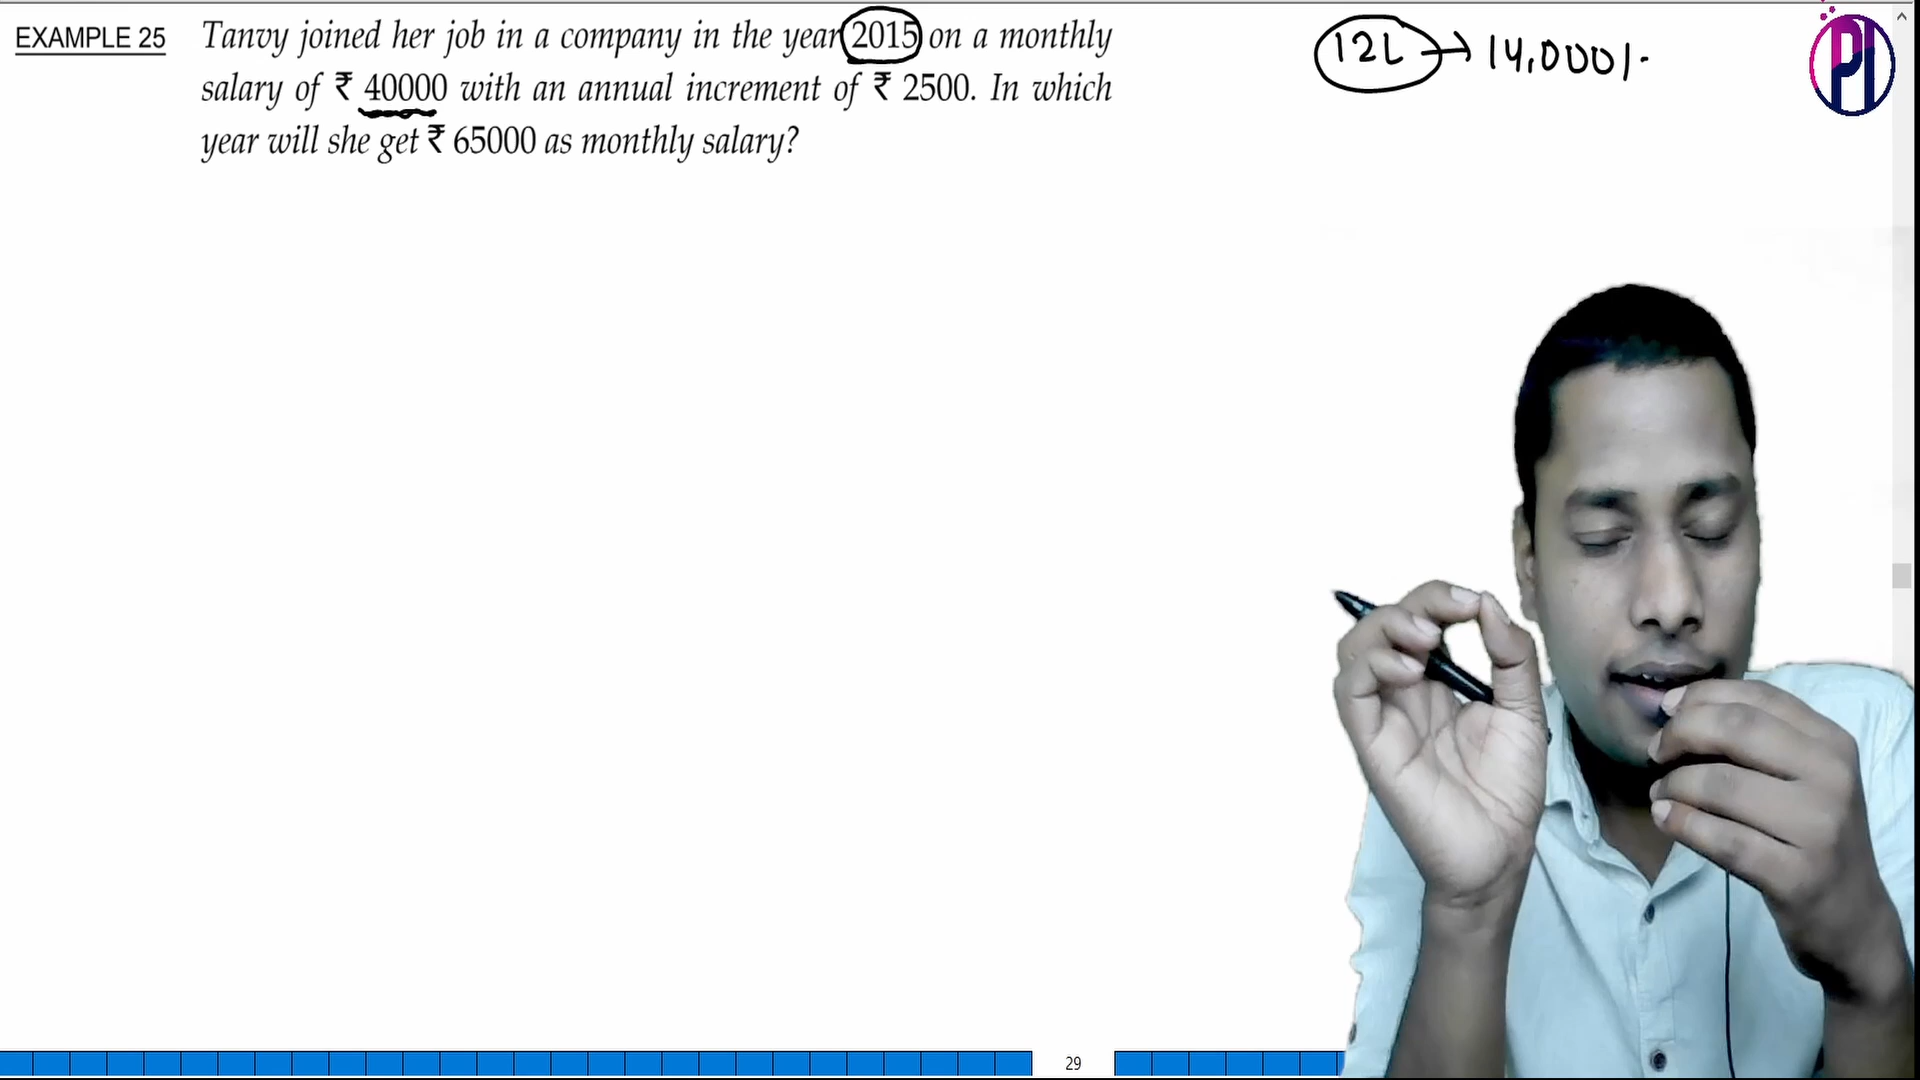 EXAMPLE 25 Tanvy joined her job in a company in the year 2015 on a monthly
salary of ₹ 40000 with an annual increment of ₹ 2500. In which
year will she get ₹ 65000 as monthly salary?
12L → 14,000/-
PI
29